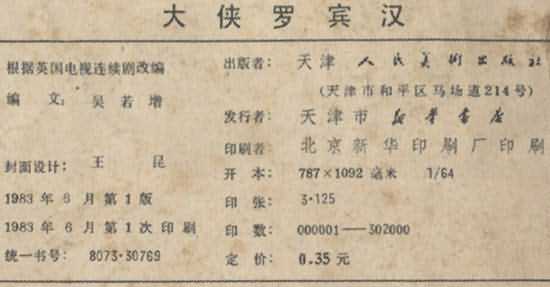 大侠罗宾汉
根据英国电视连续剧改编
编 文：吴若增
封面设计：王 昆
1983年6月第1版
1983年6月第1次印刷
统一书号：8073·30769
出版者：天津人民美术出版社
（天津市和平区马场道214号）
发行者：天津市新华书店
印刷者 北京新华印刷厂印刷
开 本：787×1092毫米 1/64
印 张：3·125
印 数：000001——302000
定 价：0.35元